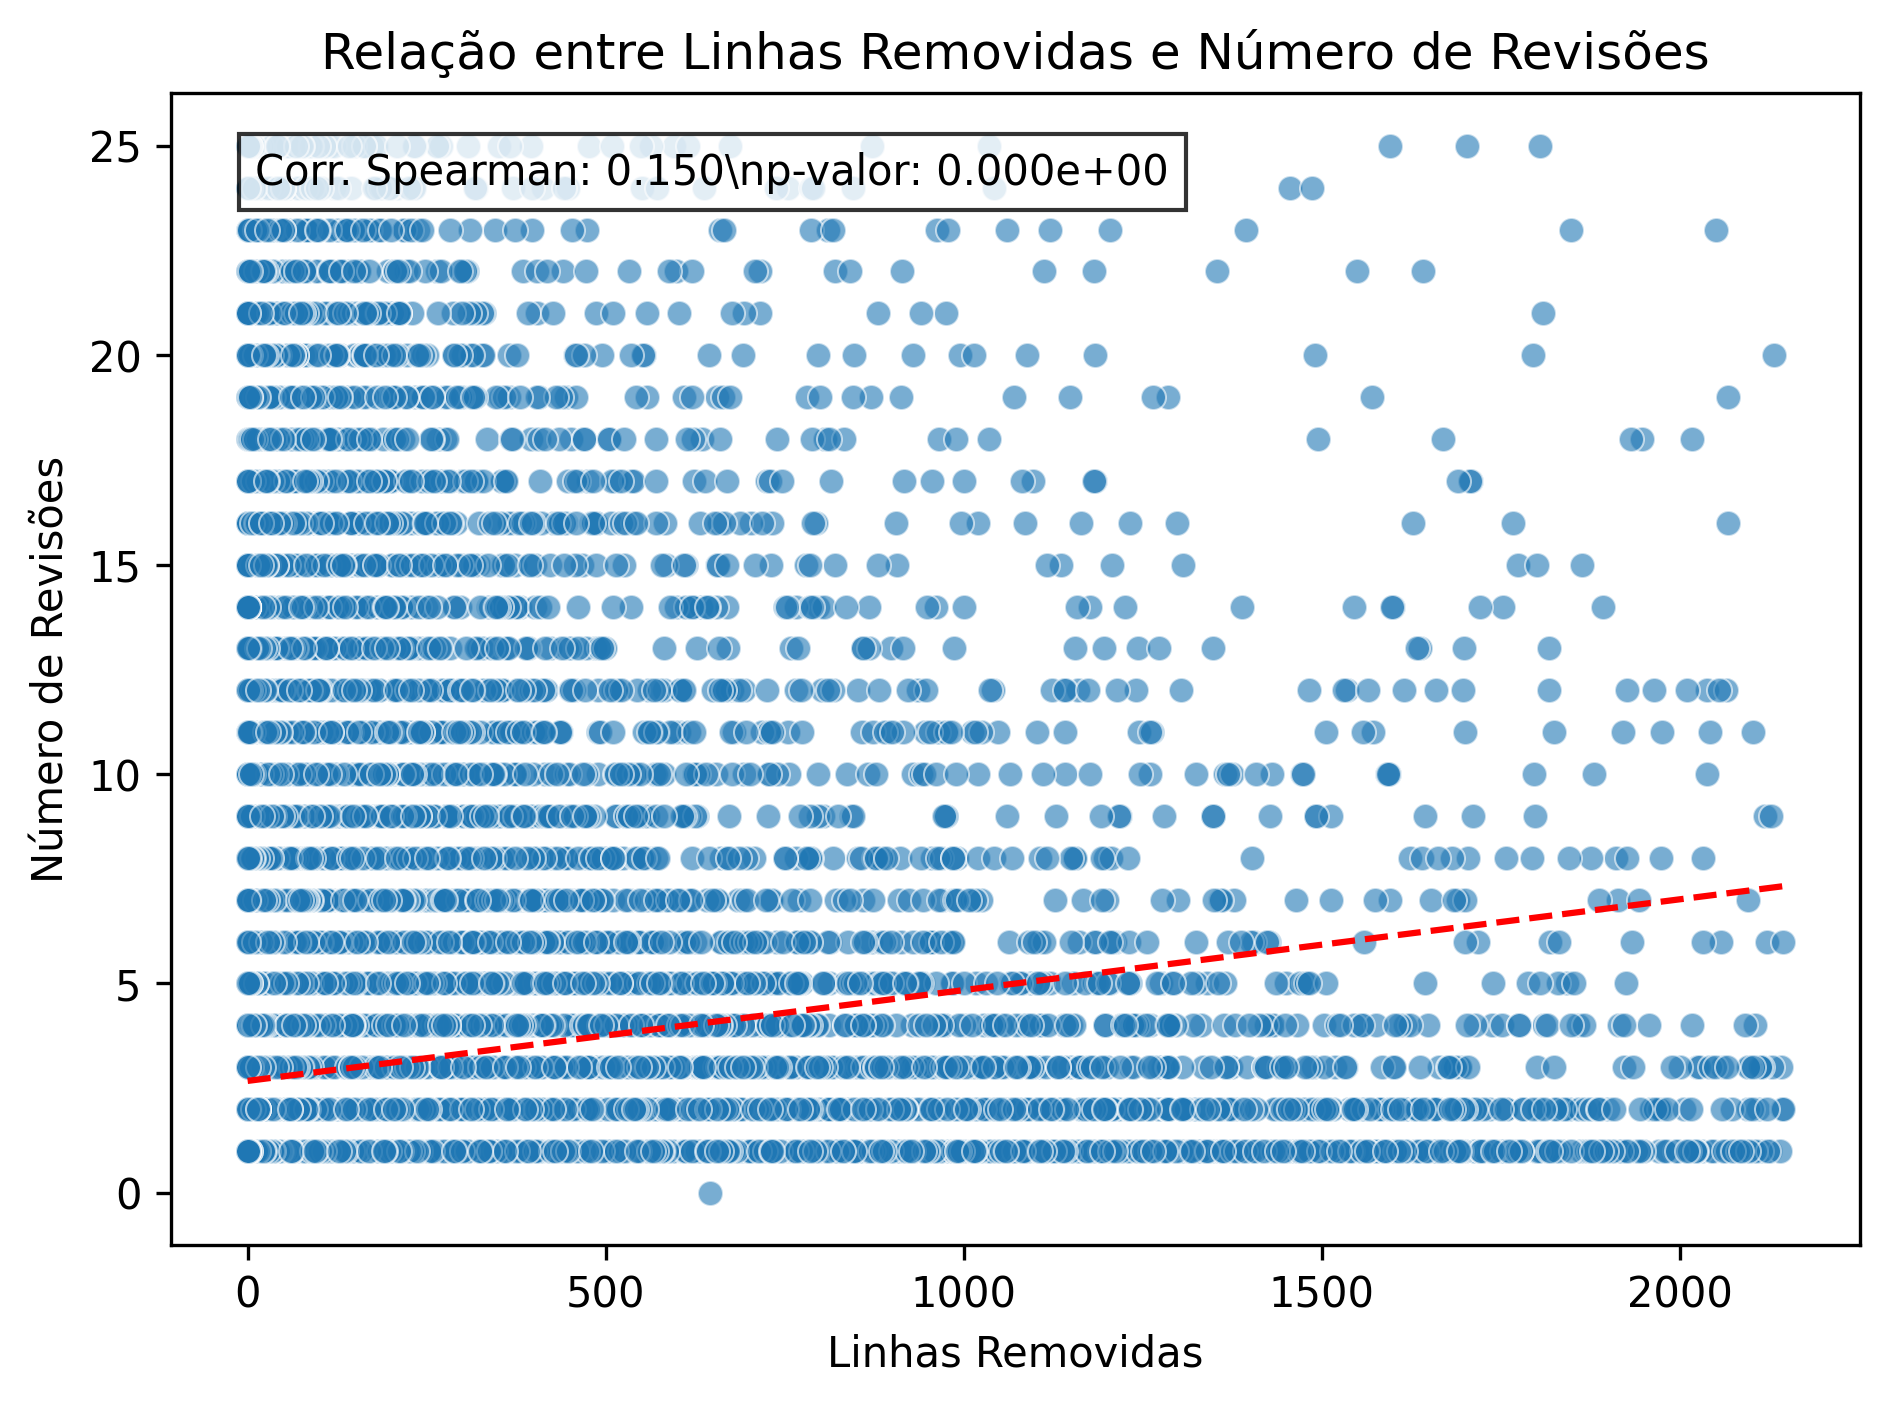 Relação entre Linhas Removidas e Número de Revisões
Corr. Spearman: 0.150\np-valor: 0.000e+00
Número de Revisões
25
20
15
10
5
0
0 500 1000 1500 2000
Linhas Removidas